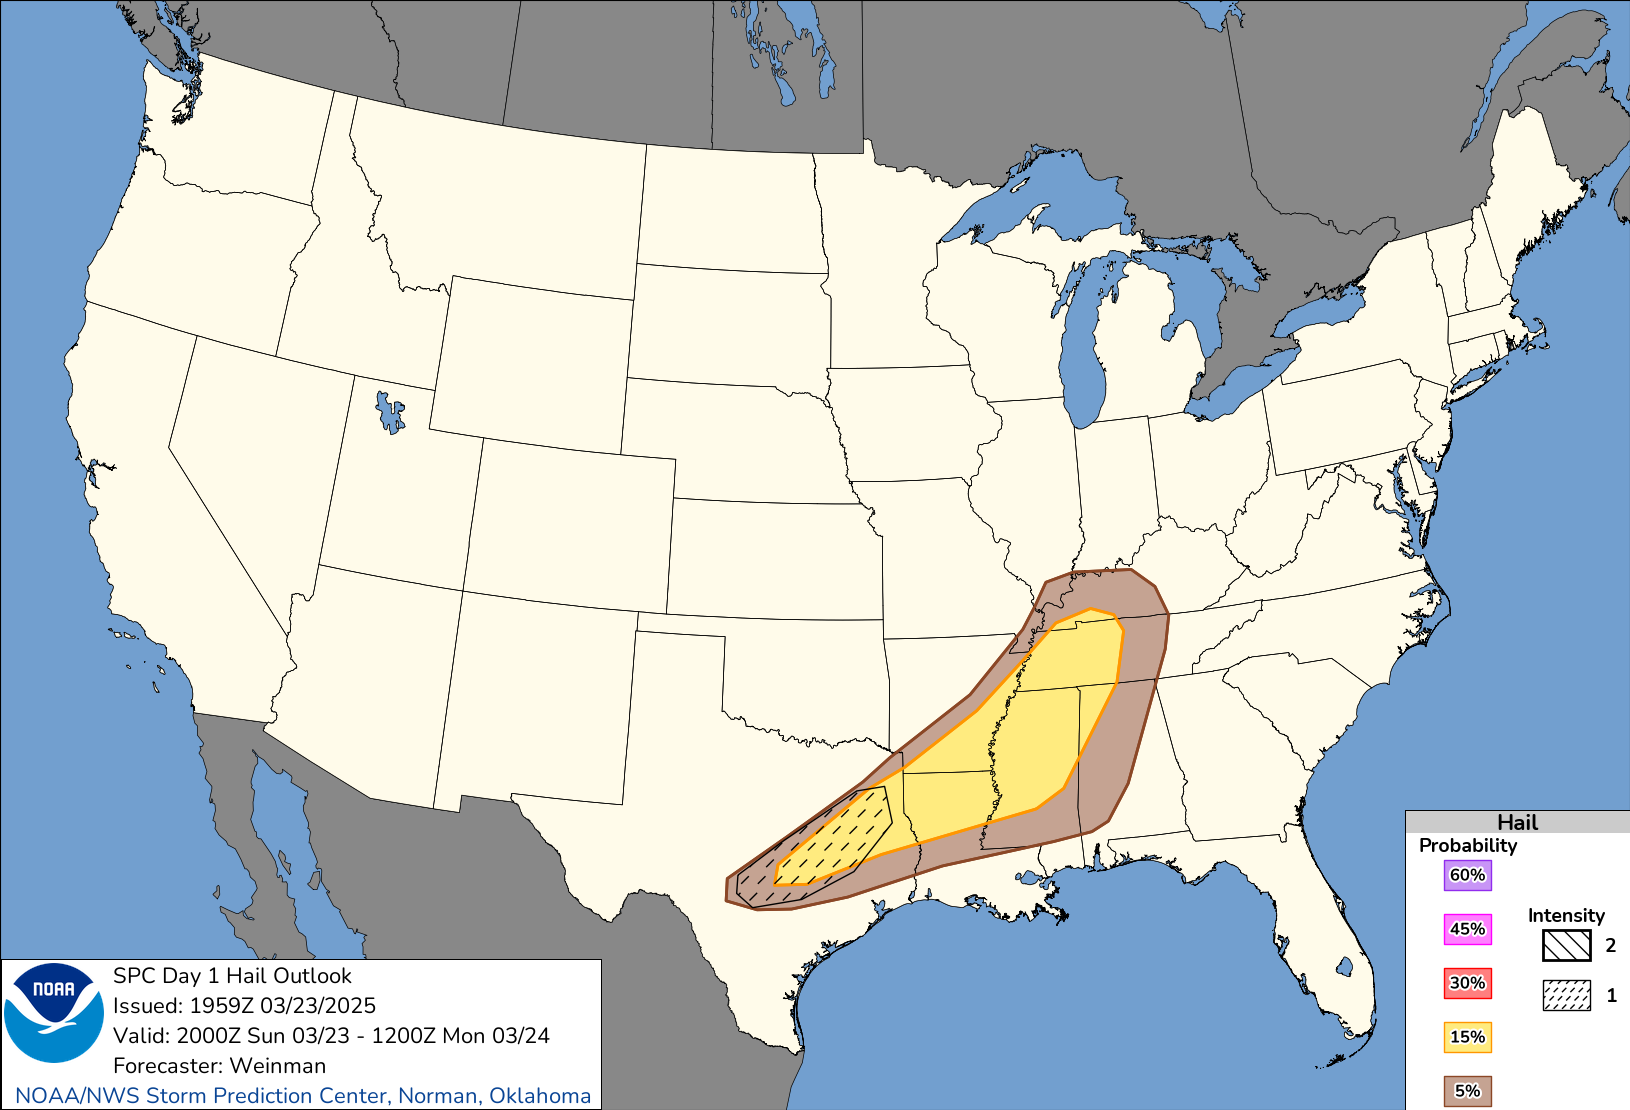 Hail
Probability
60%
45%
30%
15%
5%
Intensity
2
1
NOAA
SPC Day 1 Hail Outlook
Issued: 1959Z 03/23/2025
Valid: 2000Z Sun 03/23 - 1200Z Mon 03/24
Forecaster: Weinman
NOAA/NWS Storm Prediction Center, Norman, Oklahoma